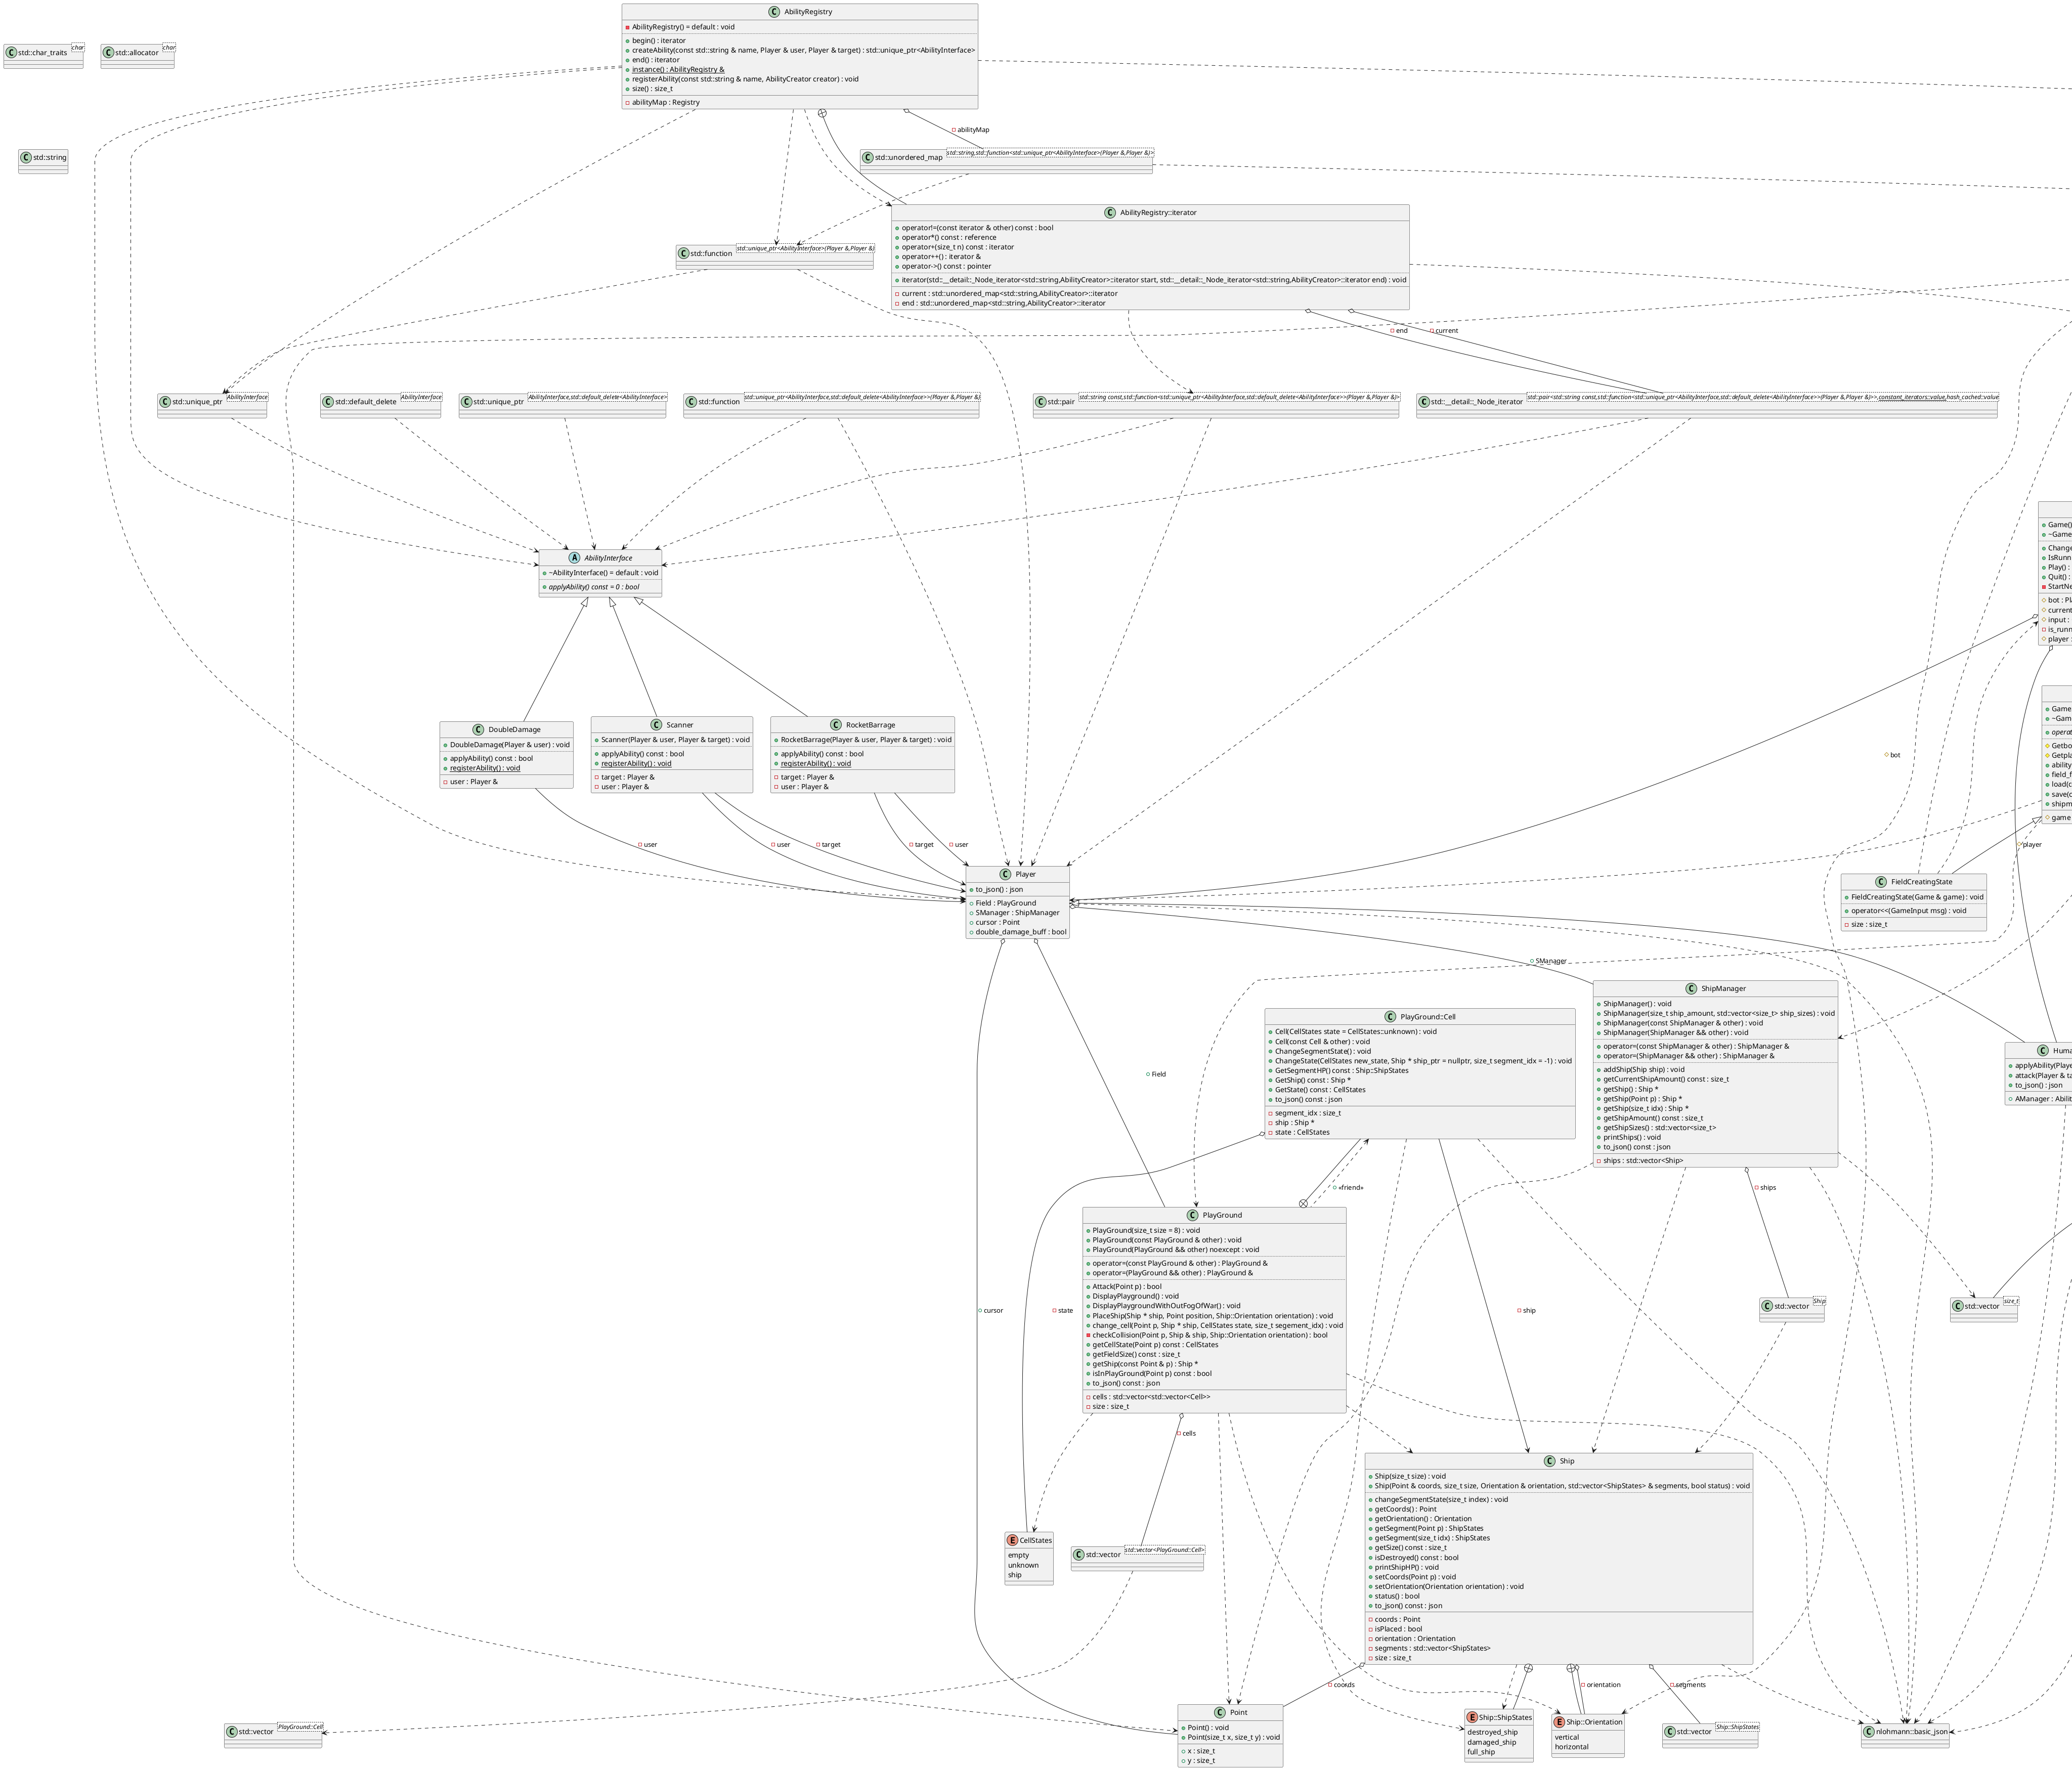 AbilityRegistry
AbilityRegistry() = default : void
begin() : iterator
createAbility(const std::string & name, Player & user, Player & target) : std::unique_ptr<AbilityInterface>
end() : iterator
instance() : AbilityRegistry &
registerAbility(const std::string & name, AbilityCreator creator) : void
size() : size_t
abilityMap : Registry
std::char_traits char
std::allocator char
abilityMap
std::string
std::unordered_map std::string,std::function<std::unique_ptr<AbilityInterface>(Player &,Player &)>
AbilityRegistry::iterator
operator!=(const iterator & other) const : bool
operator*() const : reference
operator+(size_t n) const : iterator
operator++() : iterator &
operator->() const : pointer
iterator(std::__detail::_Node_iterator<std::string,AbilityCreator>::iterator start, std::__detail::_Node_iterator<std::string,AbilityCreator>::iterator end) : void
current : std::unordered_map<std::string,AbilityCreator>::iterator
end : std::unordered_map<std::string,AbilityCreator>::iterator
std::function std::unique_ptr<AbilityInterface>(Player &,Player &)
end
current
std::unique_ptr AbilityInterface
std::default_delete AbilityInterface
std::unique_ptr AbilityInterface,std::default_delete<AbilityInterface>
std::function std::unique_ptr<AbilityInterface,std::default_delete<AbilityInterface>>(Player &,Player &)
std::pair std::string const,std::function<std::unique_ptr<AbilityInterface,std::default_delete<AbilityInterface>>(Player &,Player &)>
std::__detail::_Node_iterator std::pair<std::string const,std::function<std::unique_ptr<AbilityInterface,std::default_delete<AbilityInterface>>(Player &,Player &)>>,constant_iterators::value,hash_cached::value
AbilityInterface
~AbilityInterface() = default : void
applyAbility() const = 0 : bool
Game()
~Game
Change
IsRunn
Play() :
Quit() :
StartNe
bot : Pla
current
input :
is_runn
player :
DoubleDamage
DoubleDamage(Player & user) : void
applyAbility() const : bool
registerAbility() : void
user : Player &
Scanner
Scanner(Player & user, Player & target) : void
applyAbility() const : bool
registerAbility() : void
target : Player &
user : Player &
RocketBarrage
RocketBarrage(Player & user, Player & target) : void
applyAbility() const : bool
registerAbility() : void
target : Player &
user : Player &
Game
~Gam
operat
Getbo
Getpla
ability
field_f
load(c
save(c
shipm
game
bot
player
user
user
target
target
user
Player
to_json() : json
Field : PlayGround
SManager : ShipManager
cursor : Point
double_damage_buff : bool
FieldCreatingState
FieldCreatingState(Game & game) : void
operator<<(GameInput msg) : void
size : size_t
SManager
ShipManager
ShipManager() : void
ShipManager(size_t ship_amount, std::vector<size_t> ship_sizes) : void
ShipManager(const ShipManager & other) : void
ShipManager(ShipManager && other) : void
operator=(const ShipManager & other) : ShipManager &
operator=(ShipManager && other) : ShipManager &
addShip(Ship ship) : void
getCurrentShipAmount() const : size_t
getShip() : Ship *
getShip(Point p) : Ship *
getShip(size_t idx) : Ship *
getShipAmount() const : size_t
getShipSizes() : std::vector<size_t>
printShips() : void
to_json() const : json
ships : std::vector<Ship>
PlayGround::Cell
Cell(CellStates state = CellStates::unknown) : void
Cell(const Cell & other) : void
ChangeSegmentState() : void
ChangeState(CellStates new_state, Ship * ship_ptr = nullptr, size_t segment_idx = -1) : void
GetSegmentHP() const : Ship::ShipStates
GetShip() const : Ship *
GetState() const : CellStates
to_json() const : json
segment_idx : size_t
ship : Ship *
state : CellStates
Huma
applyAbility(Playe
attack(Player & ta
to_json() : json
AManager : Abilit
Field
«friend»
ships
PlayGround
PlayGround(size_t size = 8) : void
PlayGround(const PlayGround & other) : void
PlayGround(PlayGround && other) noexcept : void
operator=(const PlayGround & other) : PlayGround &
operator=(PlayGround && other) : PlayGround &
Attack(Point p) : bool
DisplayPlayground() : void
DisplayPlaygroundWithOutFogOfWar() : void
PlaceShip(Ship * ship, Point position, Ship::Orientation orientation) : void
change_cell(Point p, Ship * ship, CellStates state, size_t segement_idx) : void
checkCollision(Point p, Ship & ship, Ship::Orientation orientation) : bool
getCellState(Point p) const : CellStates
getFieldSize() const : size_t
getShip(const Point & p) : Ship *
isInPlayGround(Point p) const : bool
to_json() const : json
cells : std::vector<std::vector<Cell>>
size : size_t
cursor
state
ship
std::vector Ship
std::vector size_t
cells
Ship
Ship(size_t size) : void
Ship(Point & coords, size_t size, Orientation & orientation, std::vector<ShipStates> & segments, bool status) : void
changeSegmentState(size_t index) : void
getCoords() : Point
getOrientation() : Orientation
getSegment(Point p) : ShipStates
getSegment(size_t idx) : ShipStates
getSize() const : size_t
isDestroyed() const : bool
printShipHP() : void
setCoords(Point p) : void
setOrientation(Orientation orientation) : void
status() : bool
to_json() const : json
coords : Point
isPlaced : bool
orientation : Orientation
segments : std::vector<ShipStates>
size : size_t
CellStates
empty
unknown
ship
std::vector std::vector<PlayGround::Cell>
coords
orientation
segments
std::vector PlayGround::Cell
Point
Point() : void
Point(size_t x, size_t y) : void
x : size_t
y : size_t
Ship::ShipStates
destroyed_ship
damaged_ship
full_ship
Ship::Orientation
vertical
horizontal
std::vector Ship::ShipStates
nlohmann::basic_json